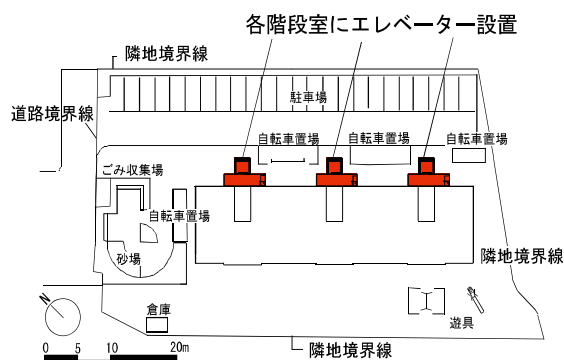 各階段室にエレベーター設置
隣地境界線
駐車場
道路境界線
自転車置場
自転車置場
自転車置場
ごみ収集場
自転車置場
砂場
隣地境界線
N
倉庫
遊具
0 5 10 20m
隣地境界線